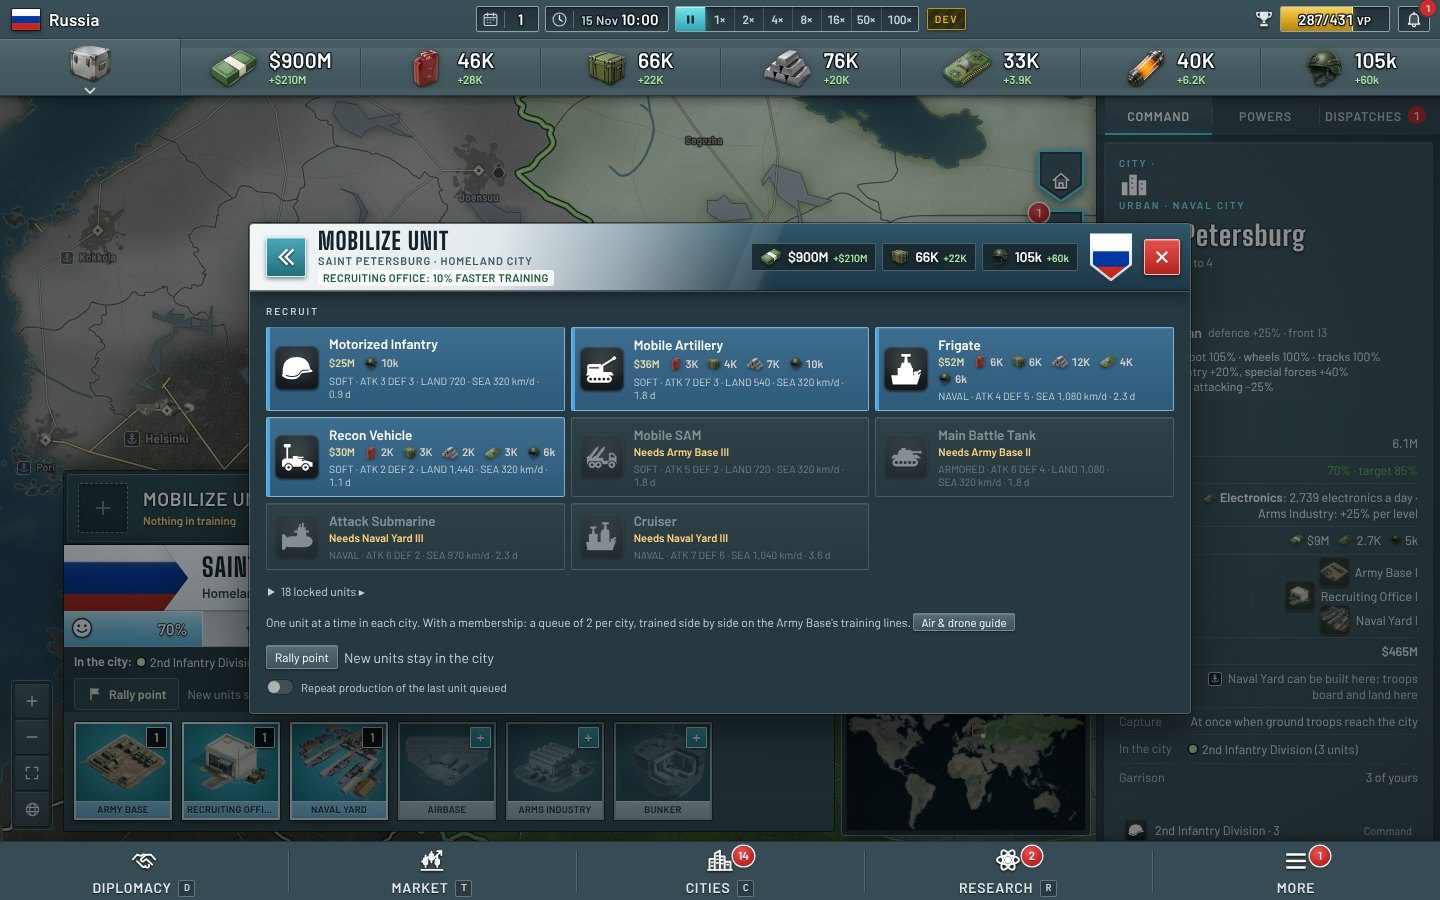 Russia
1
15 Nov 10:00
1×
2×
4×
8×
16×
50×
100×
DEV
287/431 VP
1
$900M
+$210M
46K
+28K
66K
+22K
76K
+20K
33K
+3.9K
40K
+6.2K
105k
+60k
COMMAND
POWERS
DISPATCHES 1
Segezha
Joensuu
Kokkola
Helsinki
Pori
1
CITY ·
URBAN · NAVAL CITY
Petersburg
to 4
defence +25% · front 13
105% · wheels 100% · tracks 100%
+20%, special forces +40%
attacking −25%
6.1M
70% · target 85%
Electronics: 2,739 electronics a day ·
Arms Industry: +25% per level
$9M 2.7K 5k
Army Base I
Recruiting Office I
Naval Yard I
$465M
Naval Yard can be built here; troops
board and land here
Capture At once when ground troops reach the city
In the city 2nd Infantry Division (3 units)
Garrison 3 of yours
2nd Infantry Division · 3 Command
MOBILIZE UNIT
SAINT PETERSBURG · HOMELAND CITY
RECRUITING OFFICE: 10% FASTER TRAINING
$900M +$210M
66K +22K
105k +60k
RECRUIT
Motorized Infantry
$25M 10k
SOFT · ATK 3 DEF 3 · LAND 720 · SEA 320 km/d ·
0.9 d
Mobile Artillery
$36M 3K 4K 7K 10k
SOFT · ATK 7 DEF 3 · LAND 540 · SEA 320 km/d ·
1.8 d
Frigate
$52M 6K 6K 12K 4K
6k
NAVAL · ATK 4 DEF 5 · SEA 1,080 km/d · 2.3 d
Recon Vehicle
$30M 2K 3K 2K 3K 6k
SOFT · ATK 2 DEF 2 · LAND 1,440 · SEA 320 km/d ·
1.1 d
Mobile SAM
Needs Army Base III
SOFT · ATK 5 DEF 2 · LAND 720 · SEA 320 km/d ·
1.8 d
Main Battle Tank
Needs Army Base II
ARMORED · ATK 6 DEF 4 · LAND 1,080 ·
SEA 320 km/d · 1.8 d
Attack Submarine
Needs Naval Yard III
NAVAL · ATK 6 DEF 2 · SEA 970 km/d · 2.3 d
Cruiser
Needs Naval Yard III
NAVAL · ATK 7 DEF 6 · SEA 1,040 km/d · 3.6 d
▶ 18 locked units ▸
One unit at a time in each city. With a membership: a queue of 2 per city, trained side by side on the Army Base's training lines. Air & drone guide
Rally point New units stay in the city
Repeat production of the last unit queued
MOBILIZE
Nothing in training
SAIN
70%
In the city: 2nd Infantry
Rally point New units
1
ARMY BASE
1
RECRUITING OFFI...
1
NAVAL YARD
+
AIRBASE
+
ARMS INDUSTRY
+
BUNKER
DIPLOMACY D
MARKET T
14
CITIES C
2
RESEARCH R
1
MORE